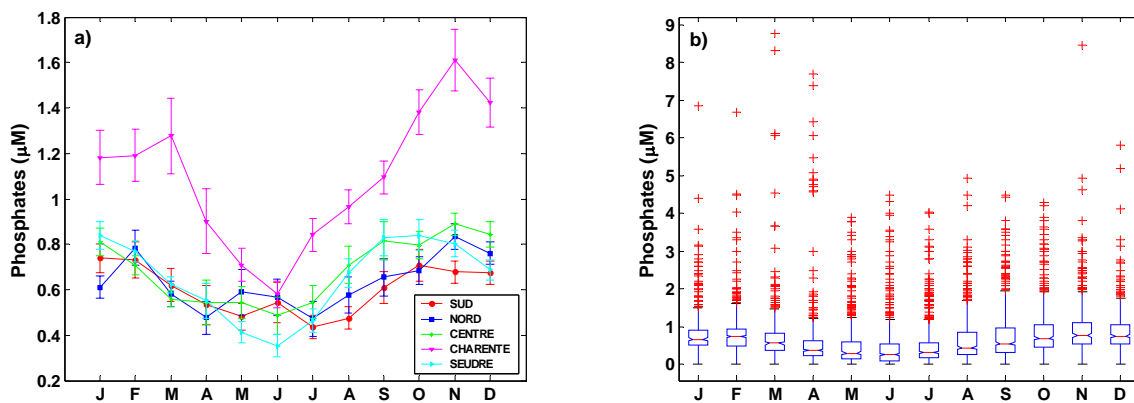 a)
Phosphates (µM)
1.8
1.6
1.4
1.2
1
0.8
0.6
0.4
0.2
J F M A M J J A S O N D
SUD
NORD
CENTRE
CHARENTE
SEUDRE
b)
Phosphates (µM)
9
8
7
6
5
4
3
2
1
0
J F M A M J J A S O N D